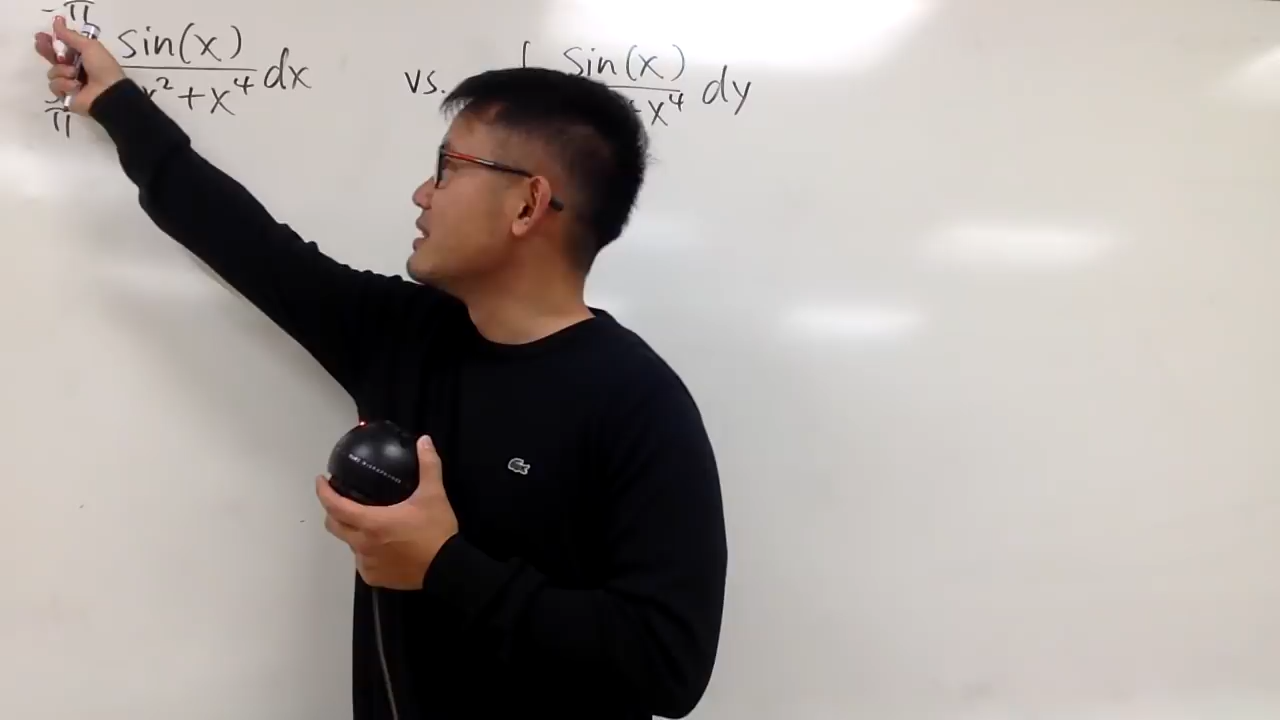 -π
sin(x)
x² + x⁴ dx
π
vs. ∫ sin(x)
x⁴ dy